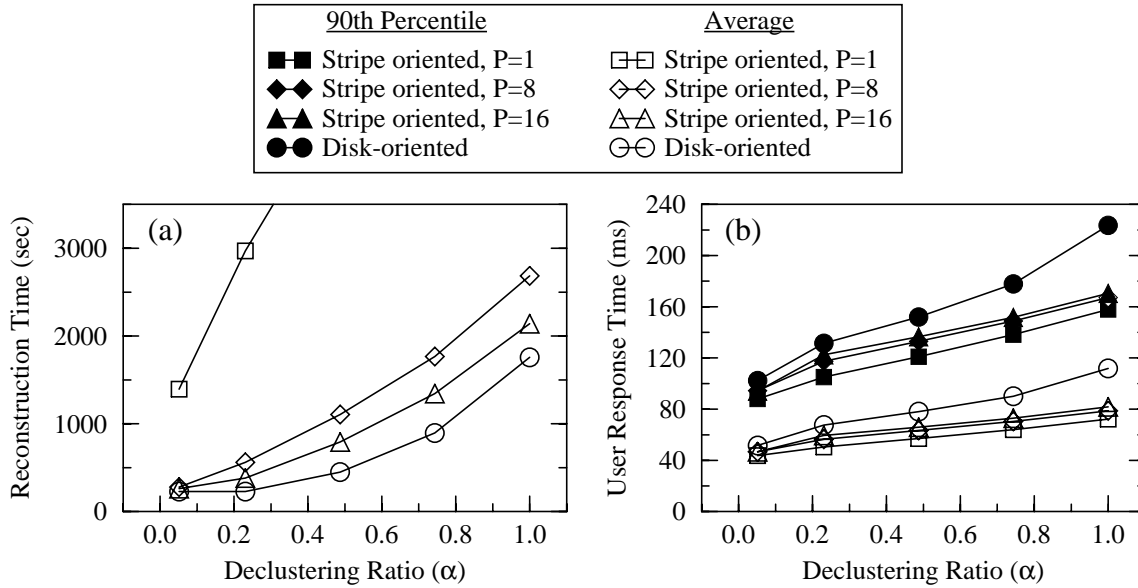 90th Percentile
Average
Stripe oriented, P=1
Stripe oriented, P=1
Stripe oriented, P=8
Stripe oriented, P=8
Stripe oriented, P=16
Stripe oriented, P=16
Disk-oriented
Disk-oriented
(a)
Reconstruction Time (sec)
3000
2000
1000
0
0.0 0.2 0.4 0.6 0.8 1.0
Declustering Ratio (α)
(b)
User Response Time (ms)
240
200
160
120
80
40
0
0.0 0.2 0.4 0.6 0.8 1.0
Declustering Ratio (α)